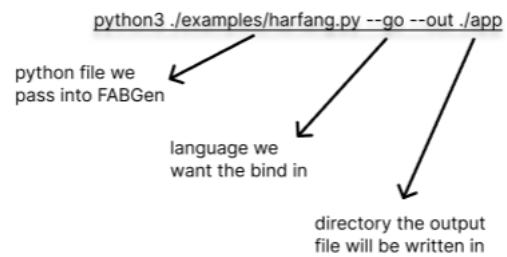 python3 ./examples/harfang.py --go --out ./app
python file we
pass into FABGen
language we
want the bind in
directory the output
file will be written in